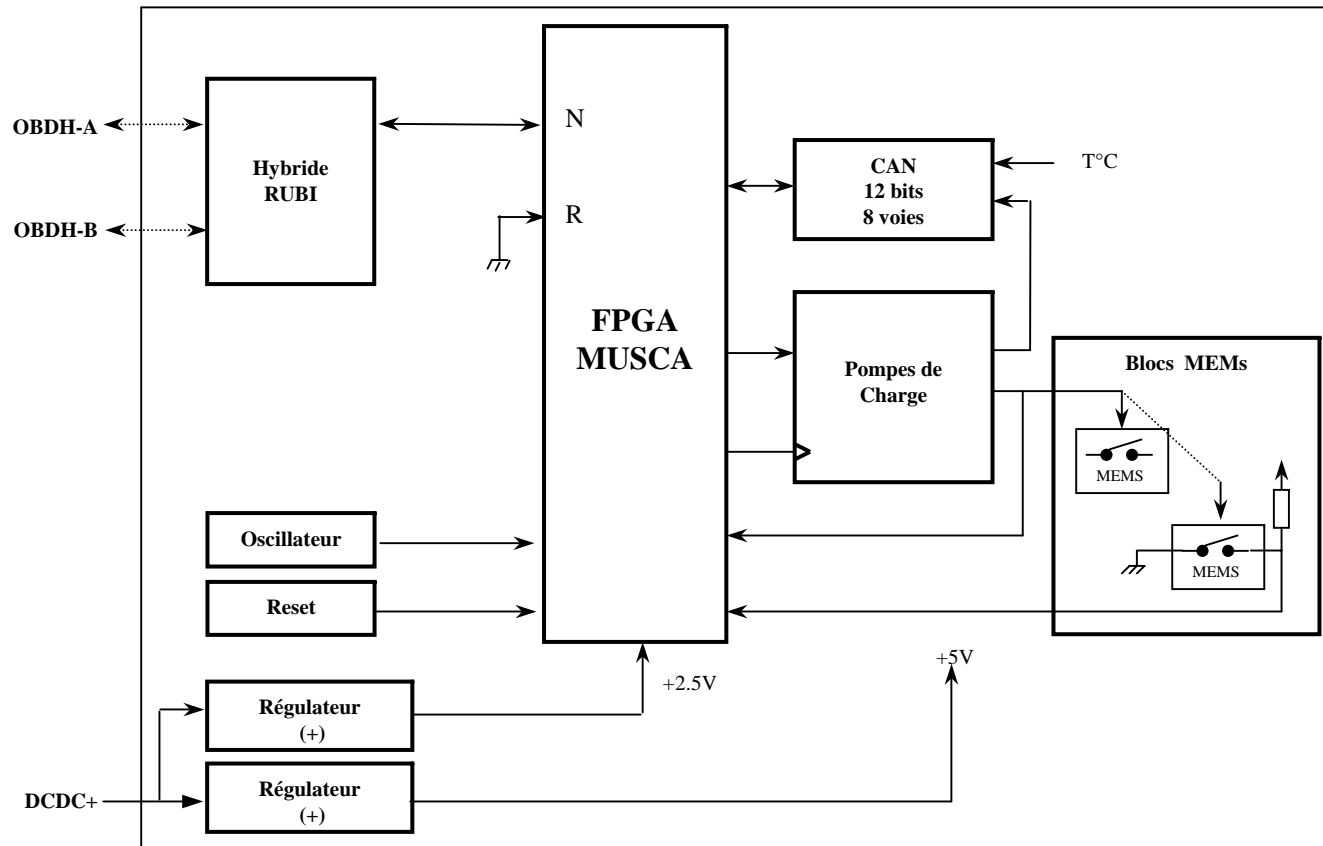 OBDH-A
OBDH-B
Hybride
RUBI
N
R
FPGA
MUSCA
CAN
12 bits
8 voies
T°C
Pompes de
Charge
Blocs MEMs
MEMS
MEMS
Oscillateur
Reset
+2.5V
+5V
Régulateur
(+)
DCDC+
Régulateur
(+)